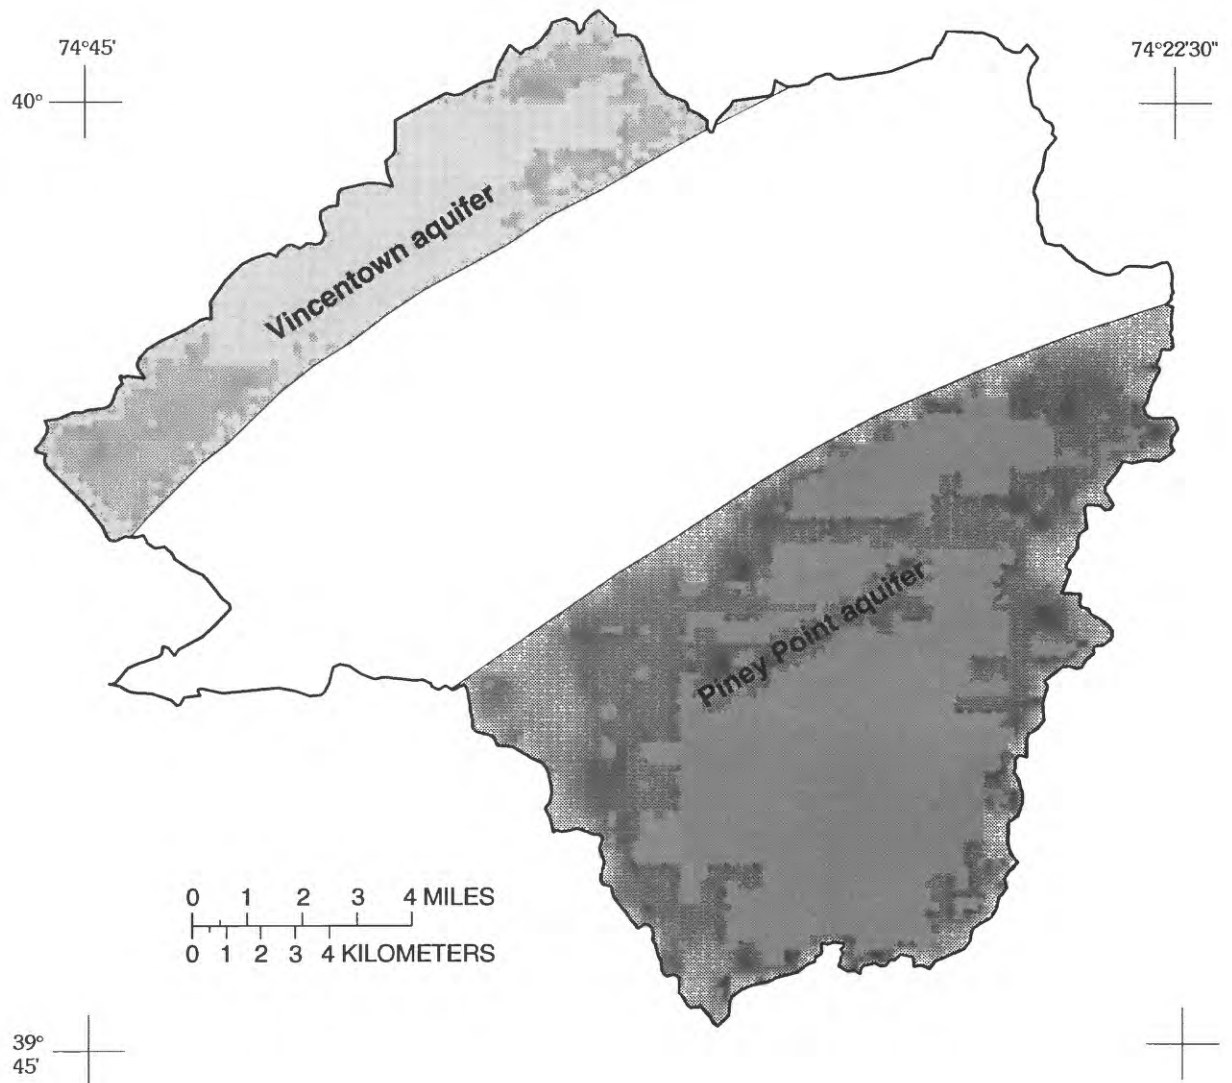 74°45'
74°22'30"
40°
Vincentown aquifer
Piney Point aquifer
0 1 2 3 4 MILES
0 1 2 3 4 KILOMETERS
39°
45'